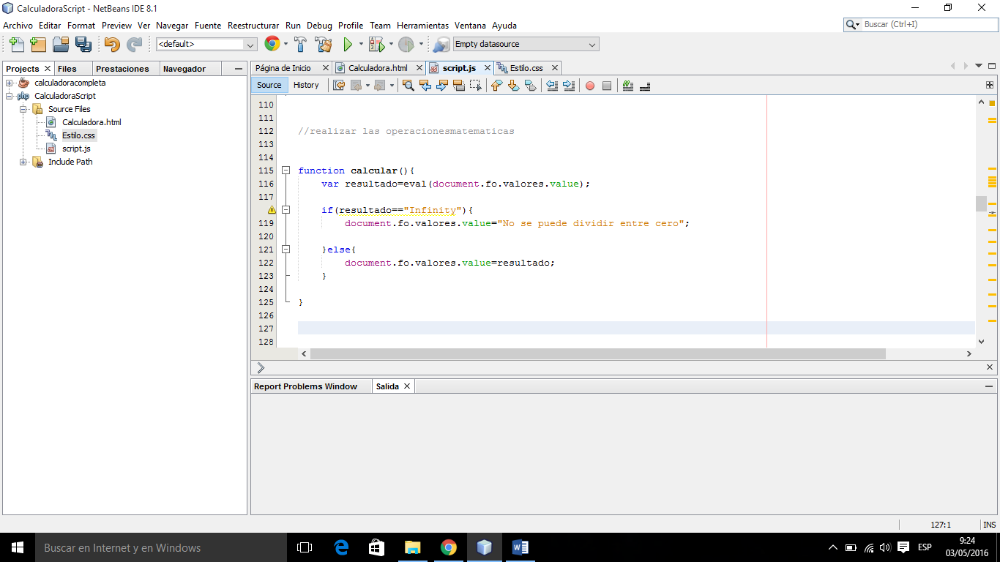 CalculadoraScript - NetBeans IDE 8.1
Archivo Editar Format Preview Ver Navegar Fuente Reestructurar Run Debug Profile Team Herramientas Ventana Ayuda
Buscar (Ctrl+I)
<default>
Empty datasource
Projects Files Prestaciones Navegador
Página de Inicio Calculadora.html script.js Estilo.css
calculadoracompleta
CalculadoraScript
Source Files
Calculadora.html
Estilo.css
script.js
Include Path
Source History
110
111
112 //realizar las operacionesmatematicas
113
114
115 function calcular(){
116 var resultado=eval(document.fo.valores.value);
117
if(resultado=="Infinity"){
119 document.fo.valores.value="No se puede dividir entre cero";
120
121 }else{
122 document.fo.valores.value=resultado;
123 }
124
125 }
126
127
128
Report Problems Window Salida
127:1 INS
Buscar en Internet y en Windows
ESP
9:24
03/05/2016